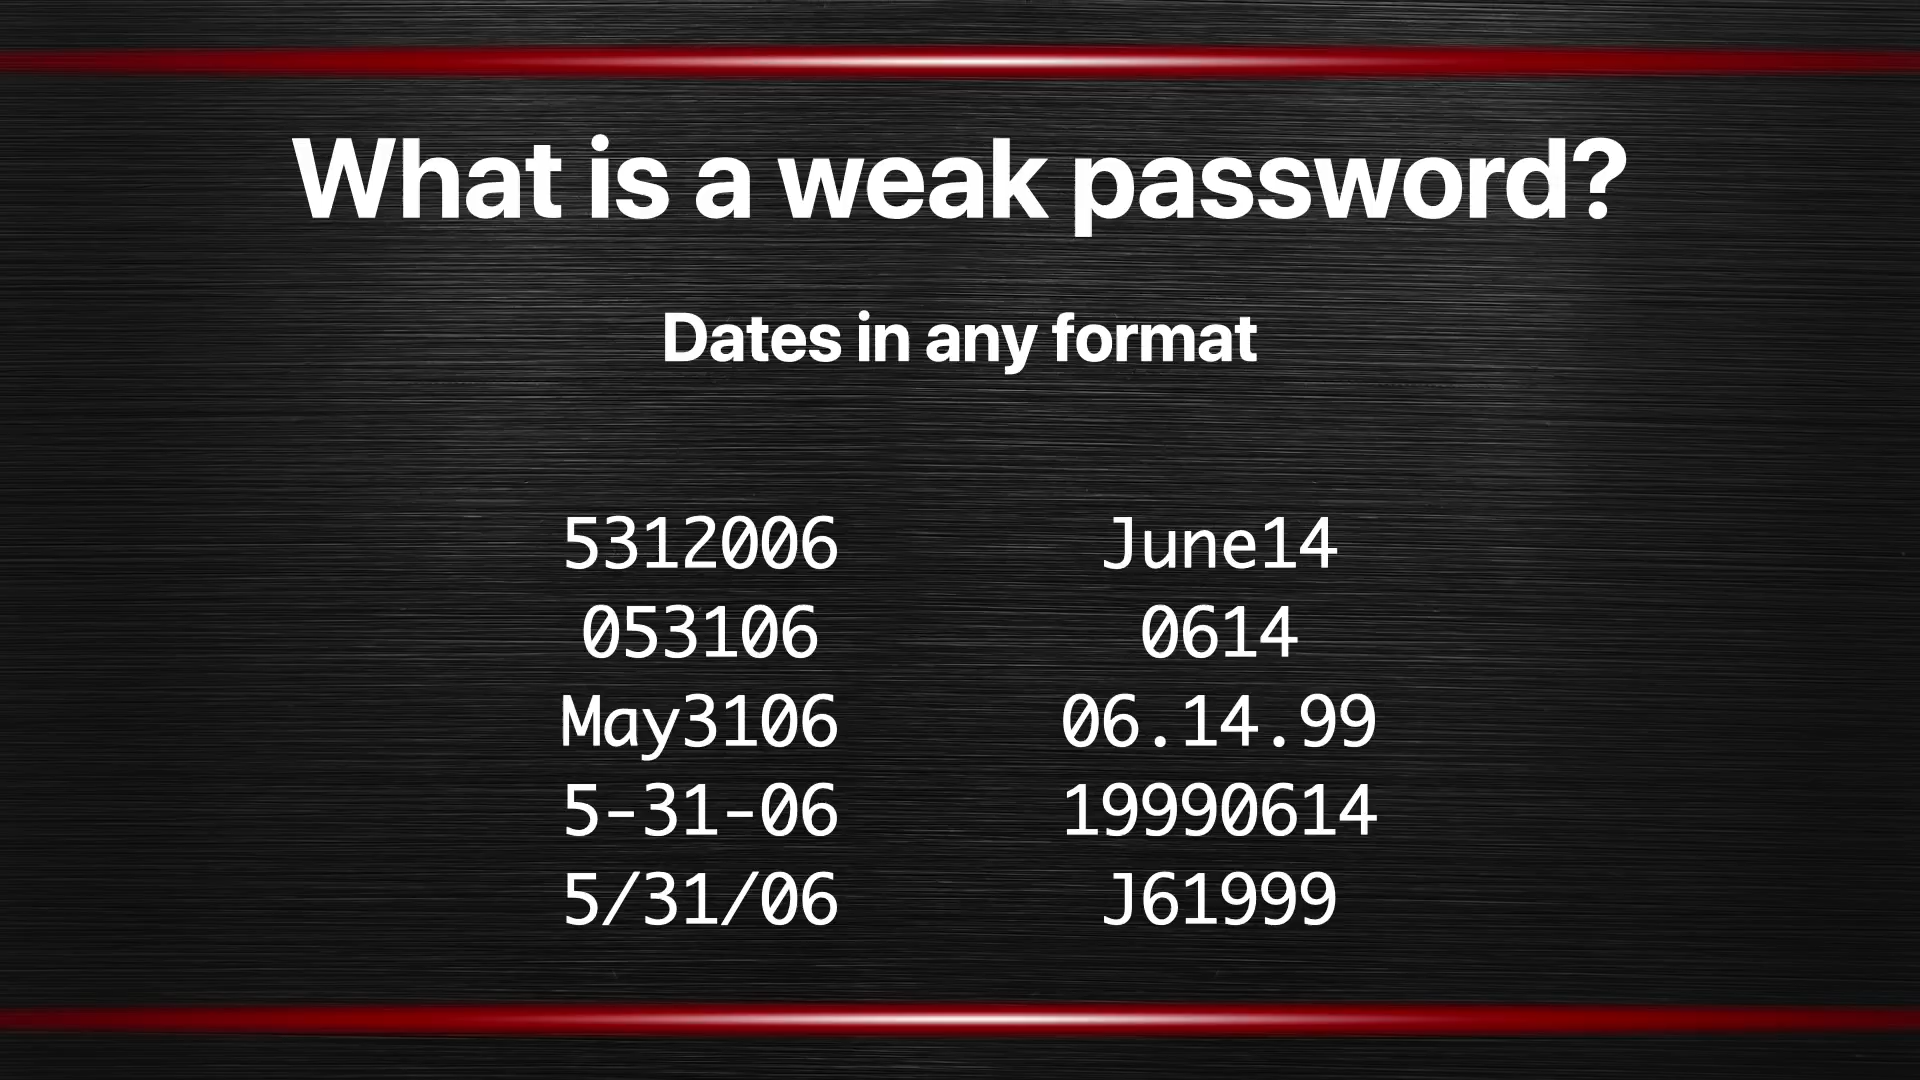 What is a weak password?
Dates in any format
5312006
053106
May3106
5-31-06
5/31/06
June14
0614
06.14.99
19990614
J61999